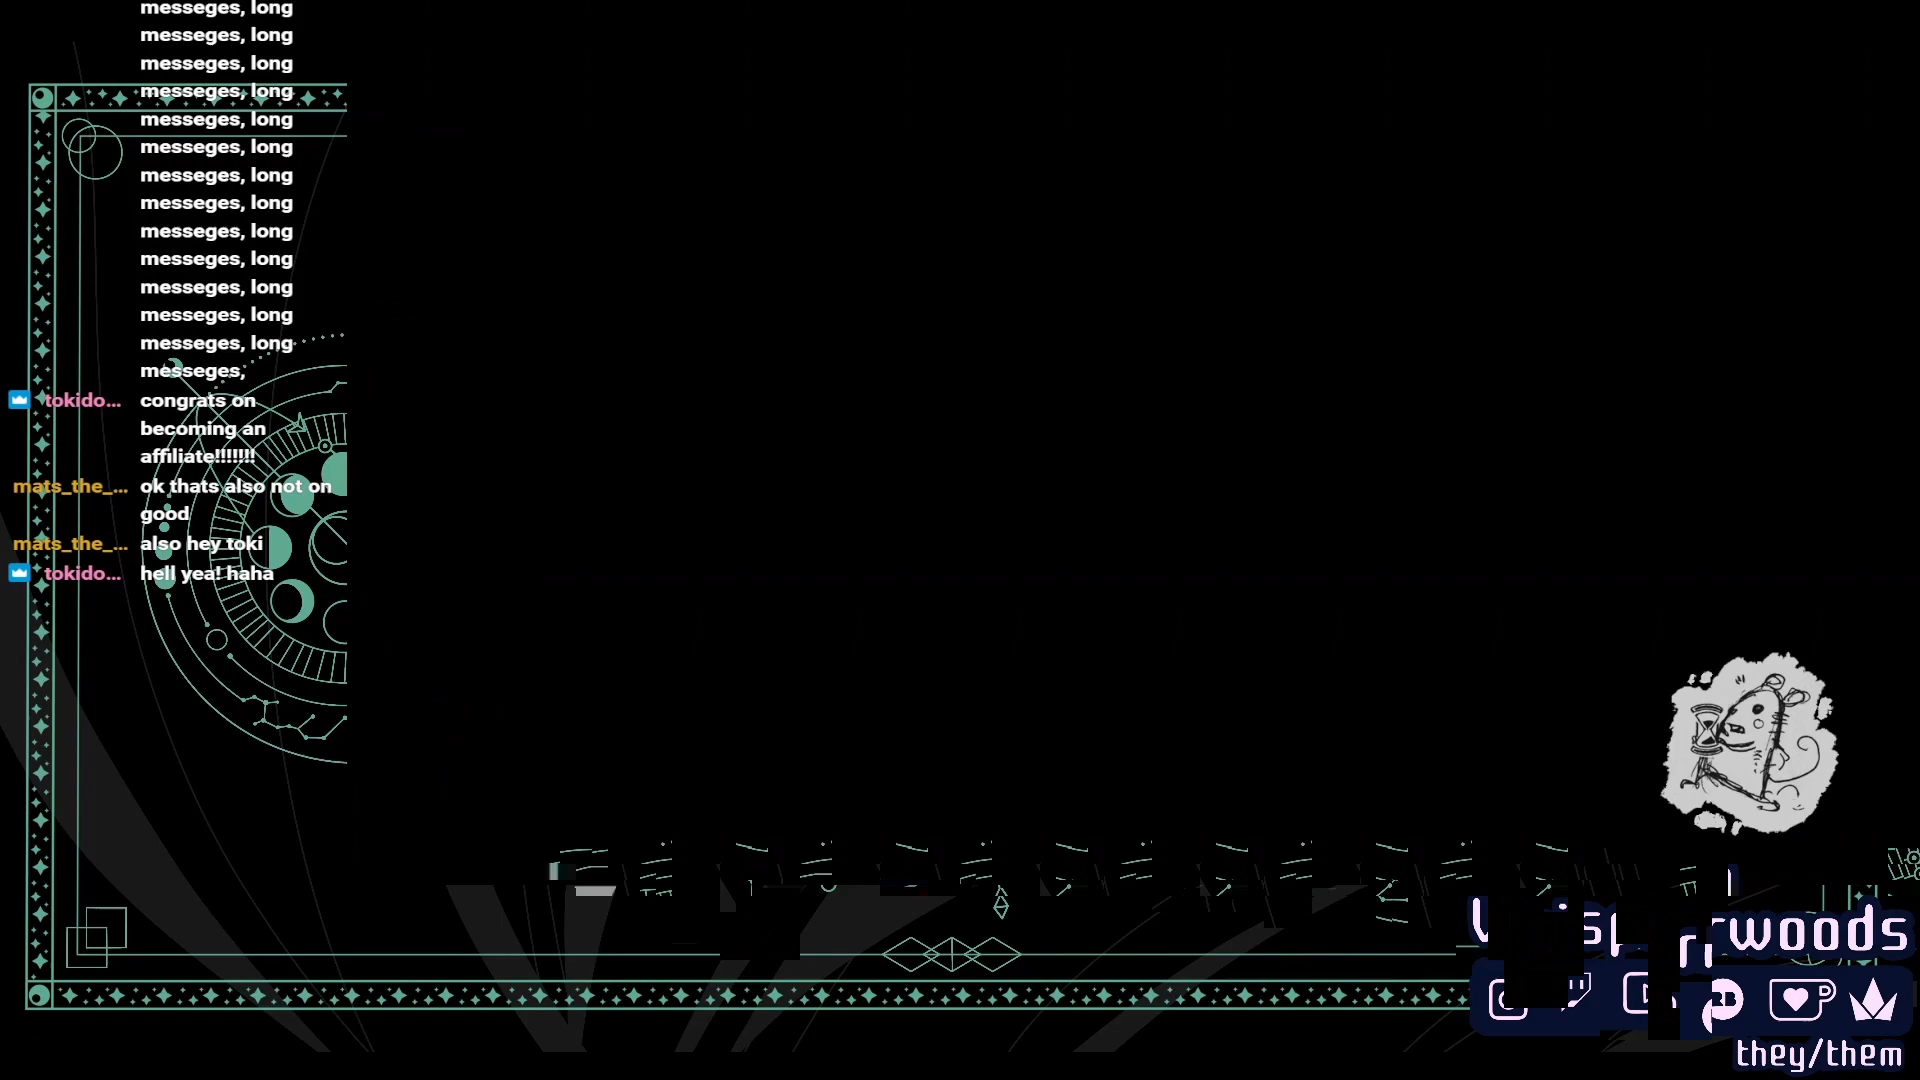 messeges, long
messeges, long
messeges, long
messeges, long
messeges, long
messeges, long
messeges, long
messeges, long
messeges, long
messeges, long
messeges, long
messeges, long
messeges, long
messeges,
tokido... congrats on
becoming an
affiliate!!!!!!!
mats_the_... ok thats also not on
good
mats_the_... also hey toki
tokido... hell yea! haha
woods
they/them